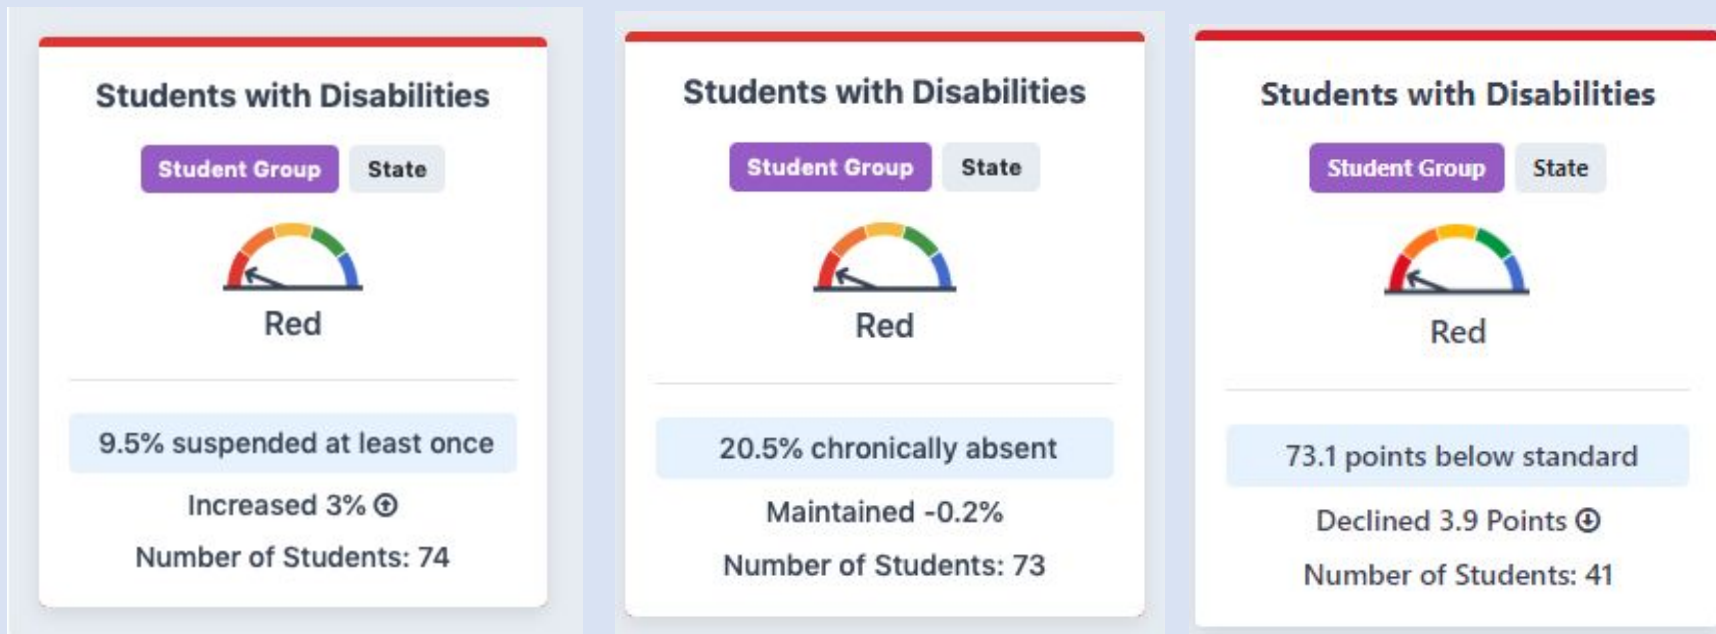 Students with Disabilities
Student Group State
Red
9.5% suspended at least once
Increased 3%
Number of Students: 74
Students with Disabilities
Student Group State
Red
20.5% chronically absent
Maintained -0.2%
Number of Students: 73
Students with Disabilities
Student Group State
Red
73.1 points below standard
Declined 3.9 Points
Number of Students: 41